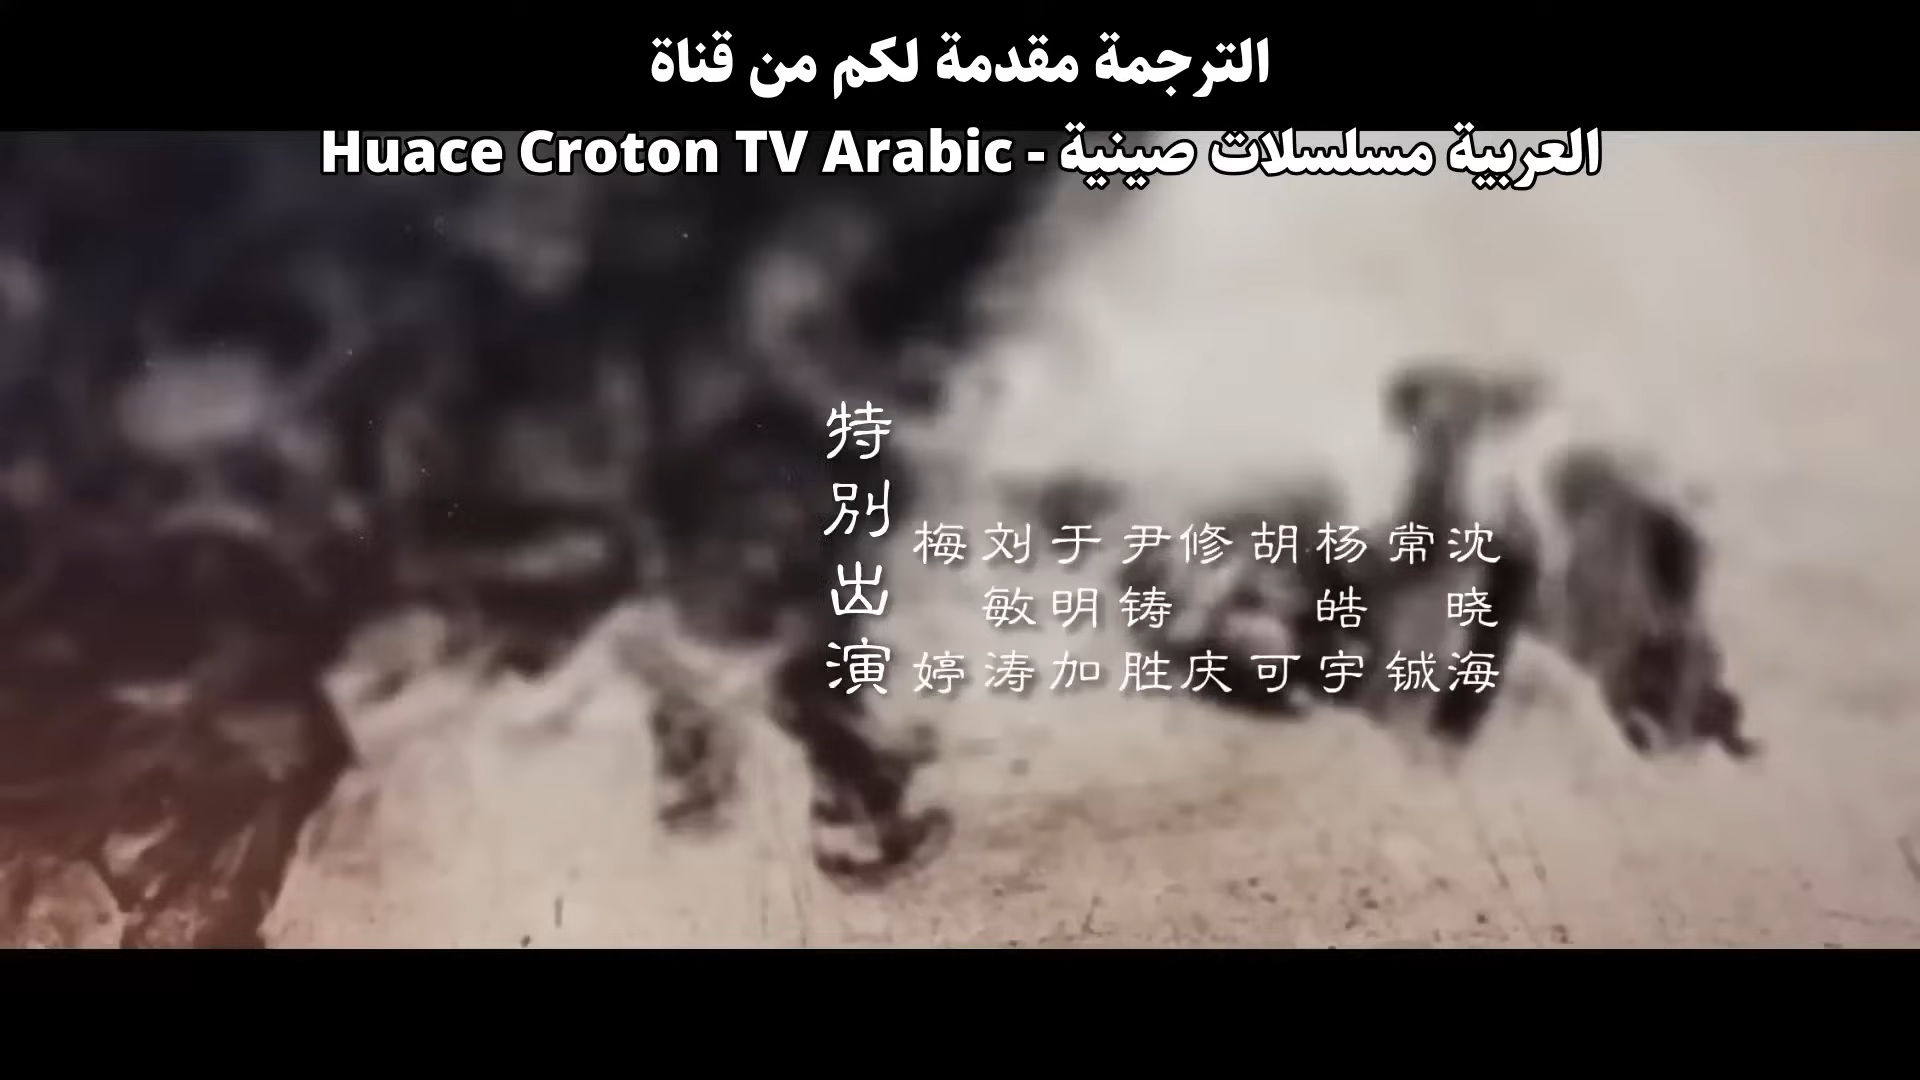 الترجمة مقدمة لكم من قناة
Huace Croton TV Arabic - العربية مسلسلات صينية
特别出演
梅婷
刘敏涛
于明加
尹铸胜
修庆
胡可
杨皓宇
常铖
沈晓海